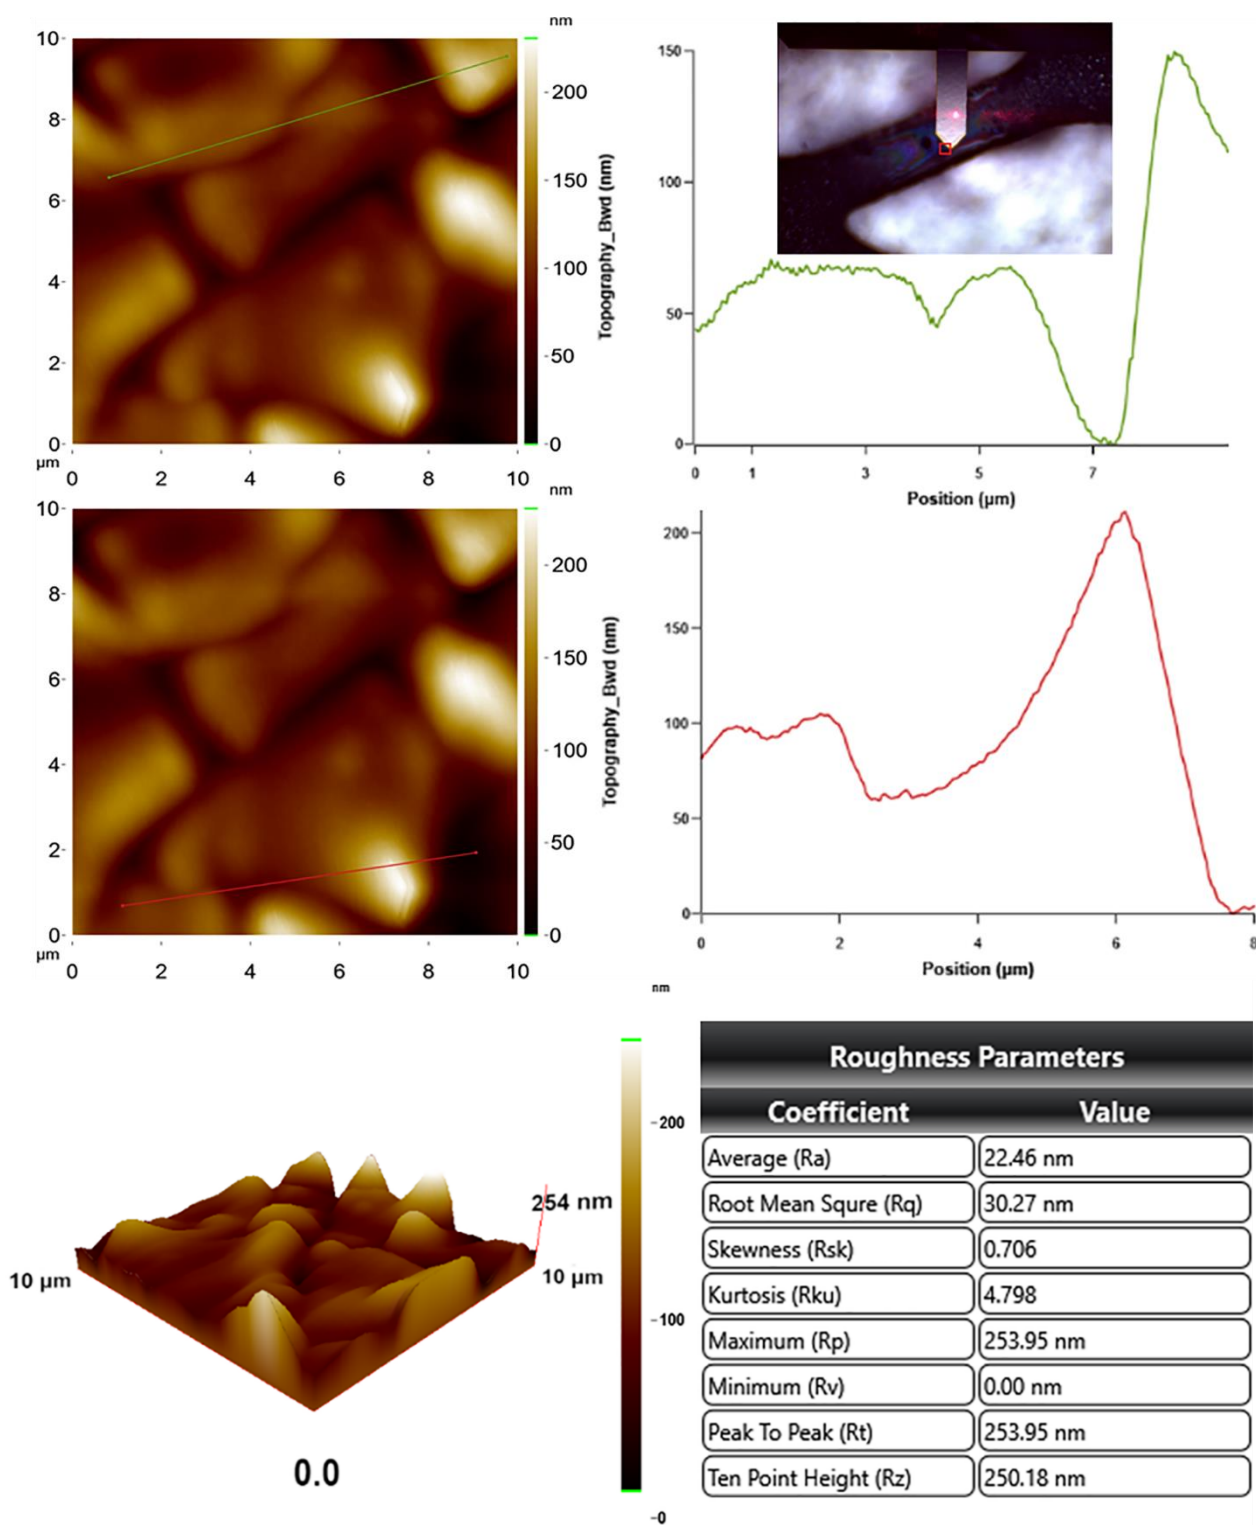 nm
10
8
6
4
2
0
µm
0 2 4 6 8 10
200
150
100
50
0
Topography_Bwd (nm)
150
100
50
0
0 1 3 5 7
Position (µm)
nm
10
8
6
4
2
0
µm
0 2 4 6 8 10
200
150
100
50
0
Topography_Bwd (nm)
200
150
100
50
0
0 2 4 6 8
Position (µm)
nm
200
100
0
254 nm
10 µm
10 µm
0.0
Roughness Parameters
Coefficient Value
Average (Ra) 22.46 nm
Root Mean Squre (Rq) 30.27 nm
Skewness (Rsk) 0.706
Kurtosis (Rku) 4.798
Maximum (Rp) 253.95 nm
Minimum (Rv) 0.00 nm
Peak To Peak (Rt) 253.95 nm
Ten Point Height (Rz) 250.18 nm